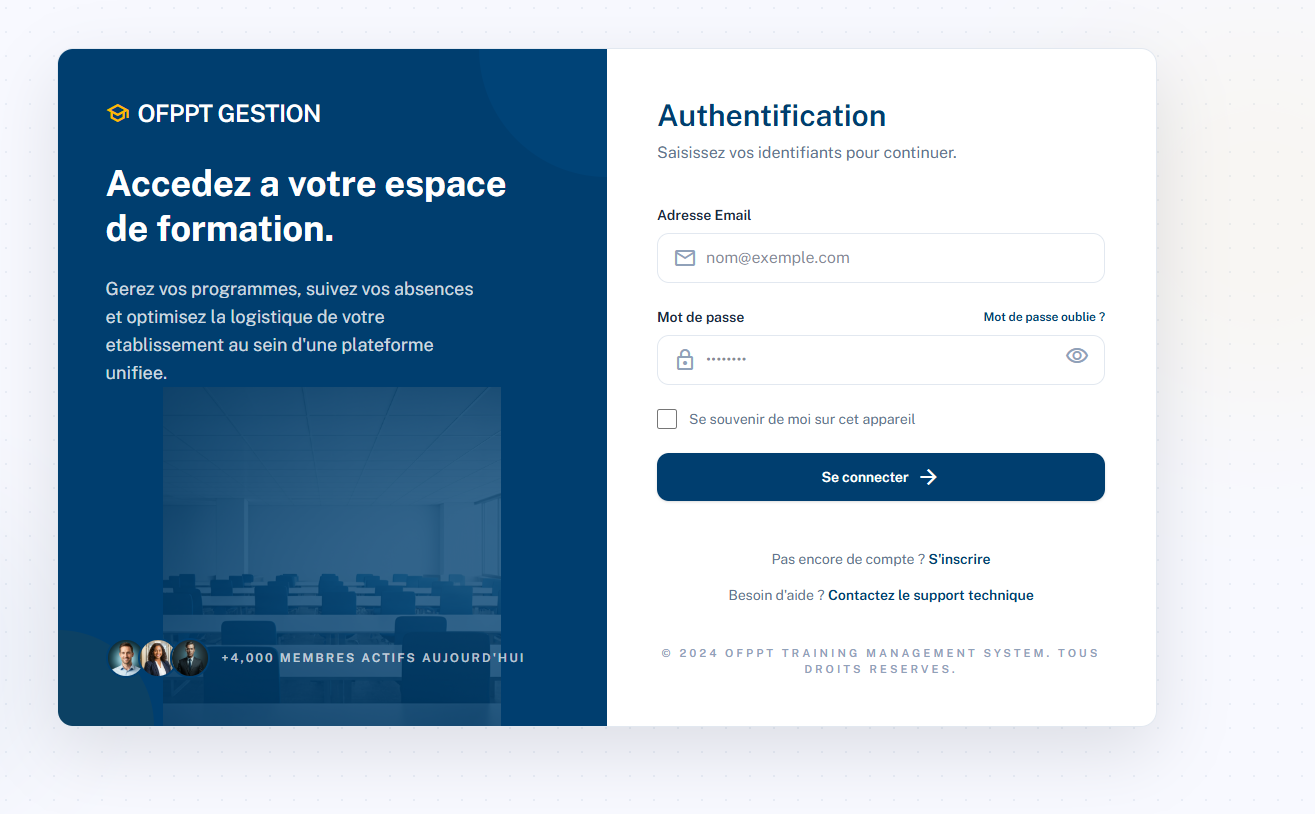 OFPPT GESTION
Accedez a votre espace
de formation.
Gerez vos programmes, suivez vos absences
et optimisez la logistique de votre
etablissement au sein d'une plateforme
unifiee.
+4,000 MEMBRES ACTIFS AUJOURD'HUI
Authentification
Saisissez vos identifiants pour continuer.
Adresse Email
nom@exemple.com
Mot de passe
Mot de passe oublie ?
••••••••
Se souvenir de moi sur cet appareil
Se connecter
Pas encore de compte ? S'inscrire
Besoin d'aide ? Contactez le support technique
© 2024 OFPPT TRAINING MANAGEMENT SYSTEM. TOUS
DROITS RESERVES.